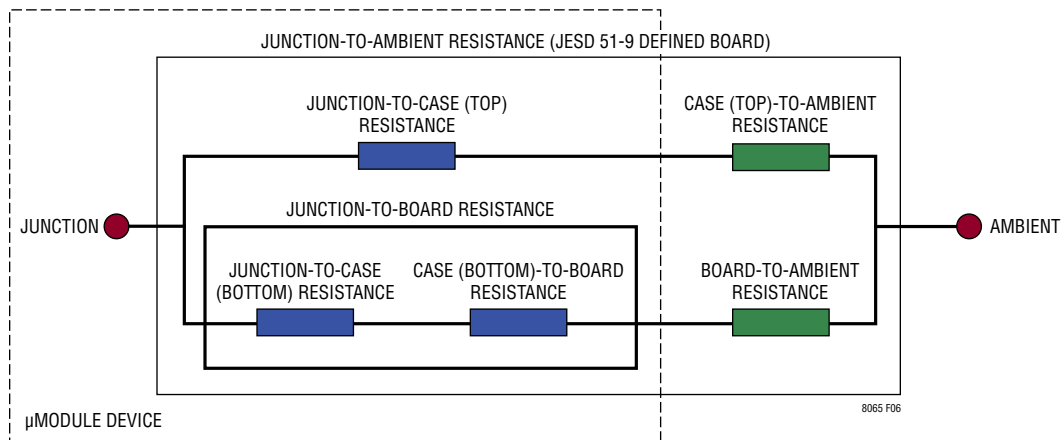 JUNCTION-TO-AMBIENT RESISTANCE (JESD 51-9 DEFINED BOARD)
JUNCTION-TO-CASE (TOP)
RESISTANCE
CASE (TOP)-TO-AMBIENT
RESISTANCE
JUNCTION
JUNCTION-TO-BOARD RESISTANCE
AMBIENT
JUNCTION-TO-CASE
(BOTTOM) RESISTANCE
CASE (BOTTOM)-TO-BOARD
RESISTANCE
BOARD-TO-AMBIENT
RESISTANCE
8065 F06
µMODULE DEVICE